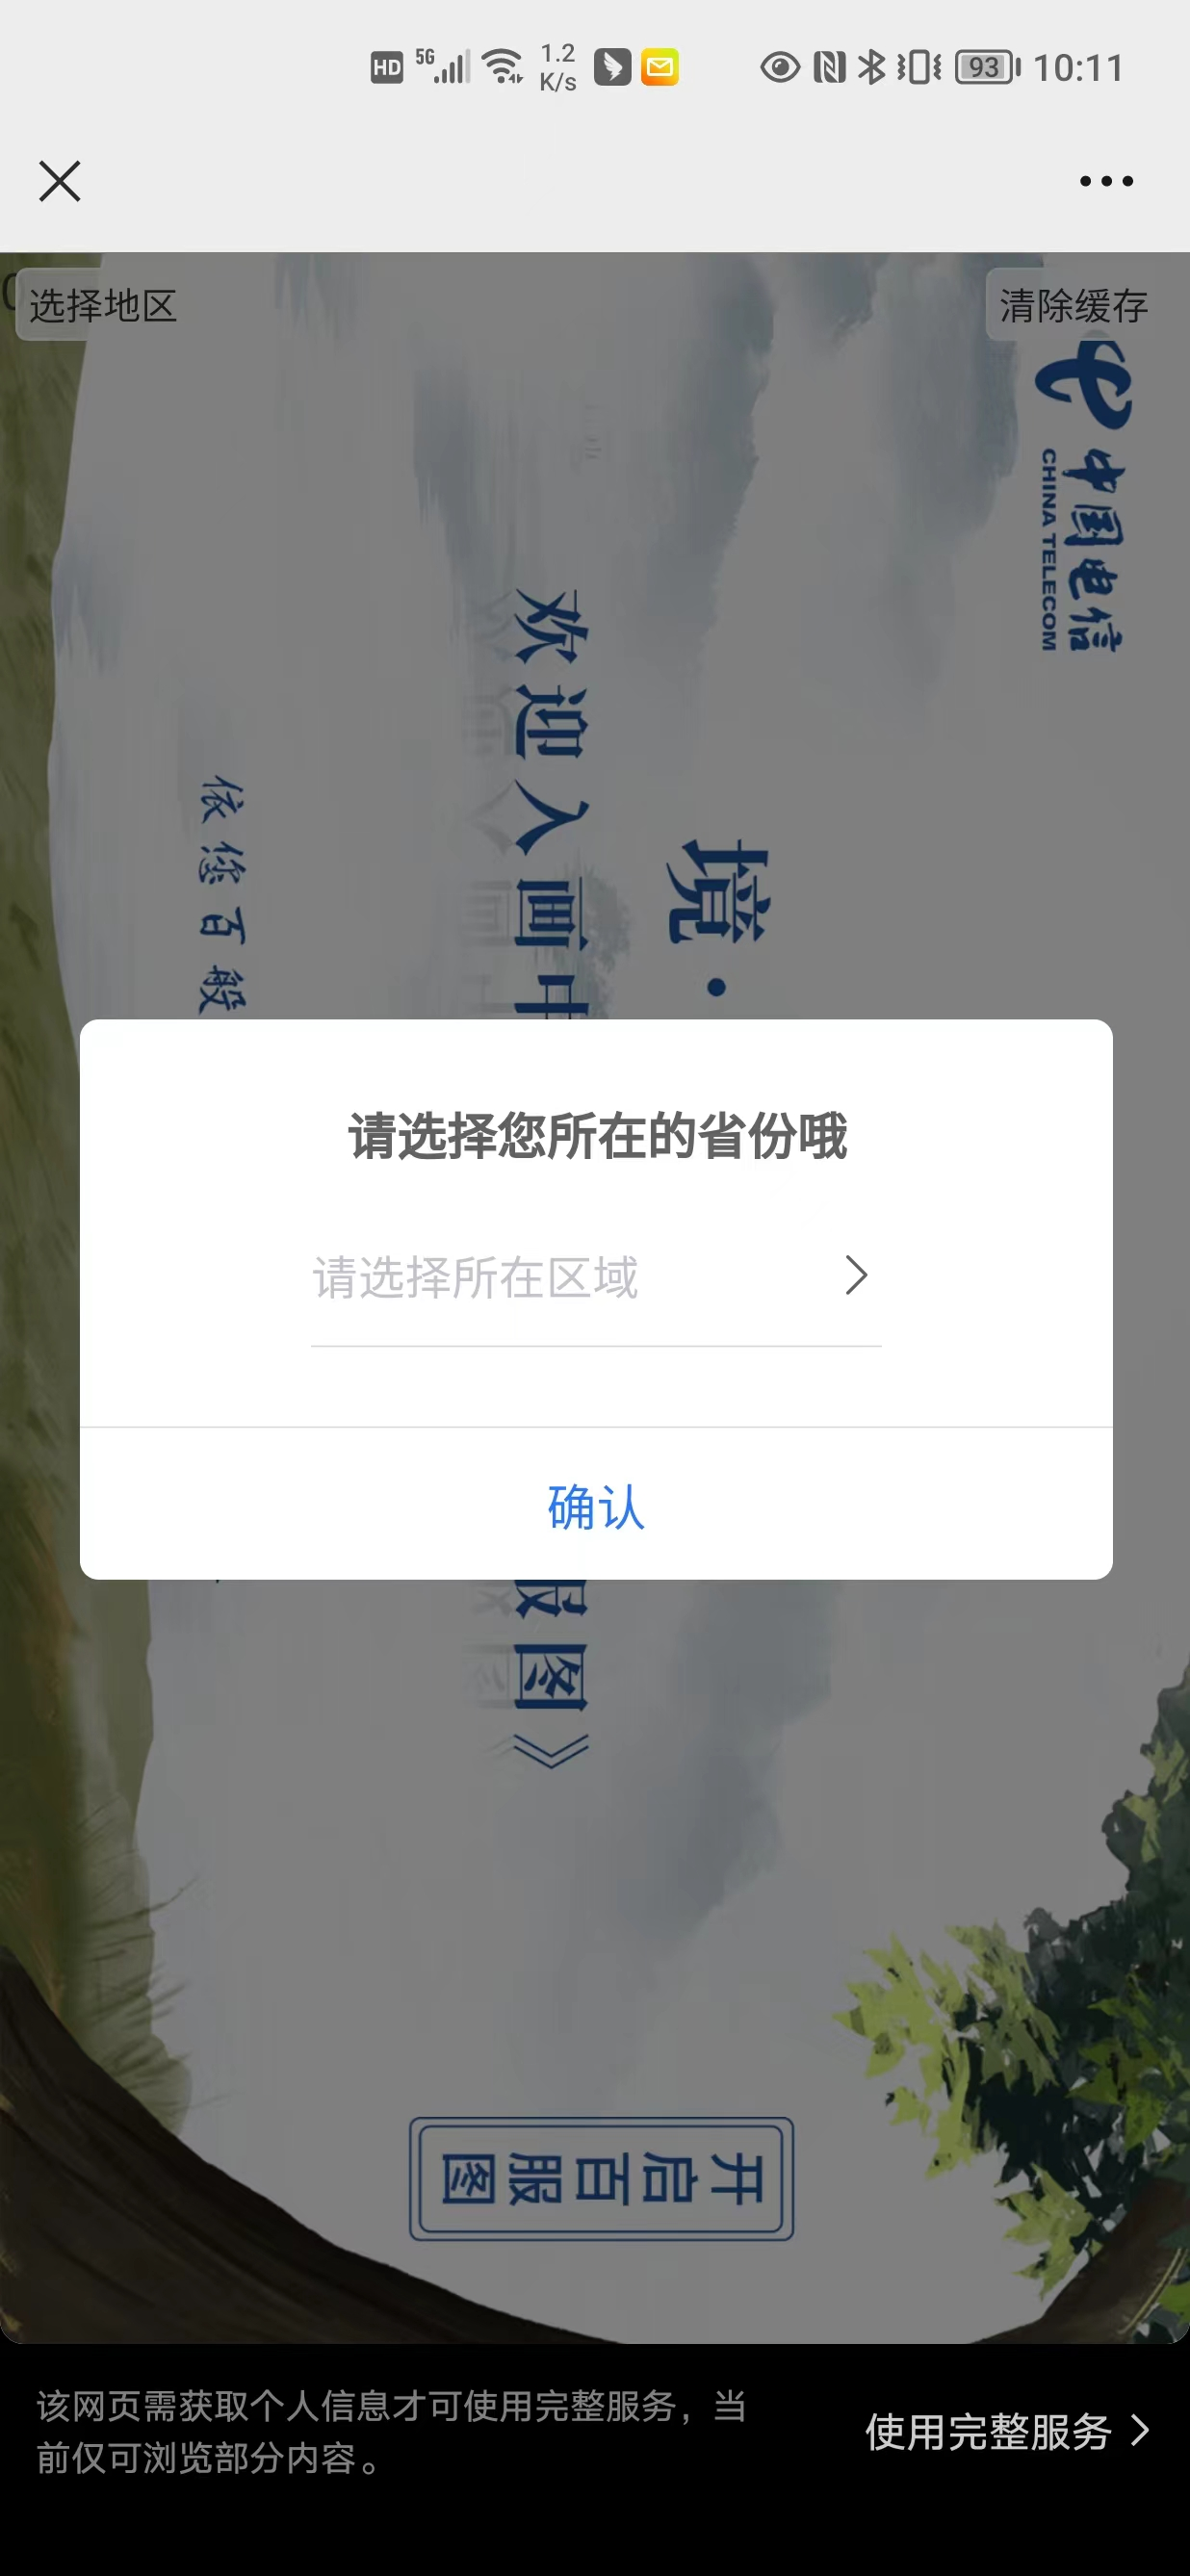 HD 5G 1.2 K/s 93 10:11
选择地区
清除缓存
中国电信
CHINA TELECOM
境·
欢迎入画中
依您百般
请选择您所在的省份哦
请选择所在区域
确认
服图》
开启百服图
该网页需获取个人信息才可使用完整服务，当
前仅可浏览部分内容。
使用完整服务